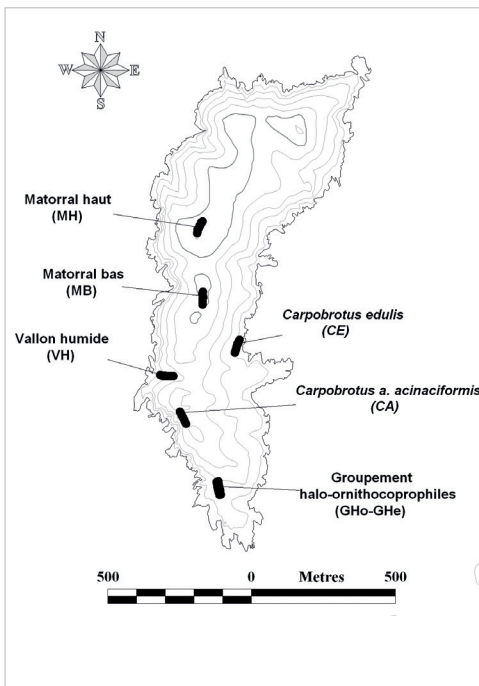 N
W E
S
Matorral haut
(MH)
Matorral bas
(MB)
Carpobrotus edulis
(CE)
Vallon humide
(VH)
Carpobrotus a. acinaciformis
(CA)
Groupement
halo-ornithocoprophiles
(GHo-GHe)
500 0 Metres 500